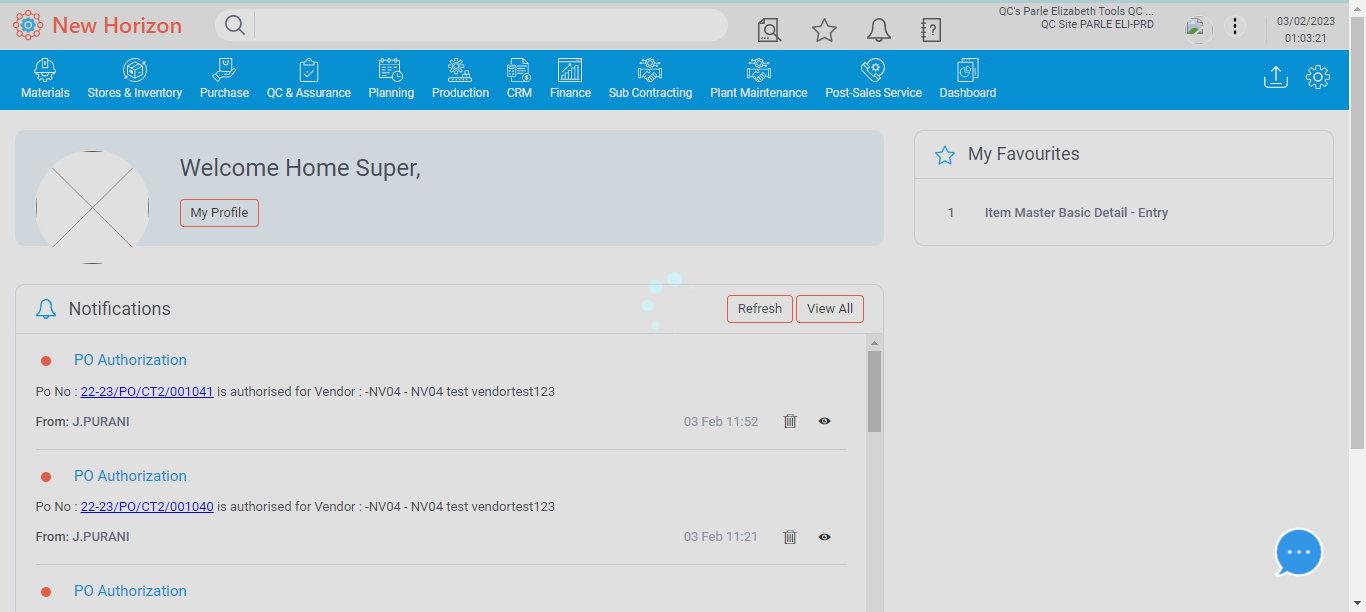 New Horizon
QC's Parle Elizabeth Tools QC ...
QC Site PARLE ELI-PRD
03/02/2023
01:03:21
Materials
Stores & Inventory
Purchase
QC & Assurance
Planning
Production
CRM
Finance
Sub Contracting
Plant Maintenance
Post-Sales Service
Dashboard
Welcome Home Super,
My Profile
My Favourites
1 Item Master Basic Detail - Entry
Notifications
Refresh
View All
PO Authorization
Po No : 22-23/PO/CT2/001041 is authorised for Vendor : -NV04 - NV04 test vendortest123
From: J.PURANI 03 Feb 11:52
PO Authorization
Po No : 22-23/PO/CT2/001040 is authorised for Vendor : -NV04 - NV04 test vendortest123
From: J.PURANI 03 Feb 11:21
PO Authorization